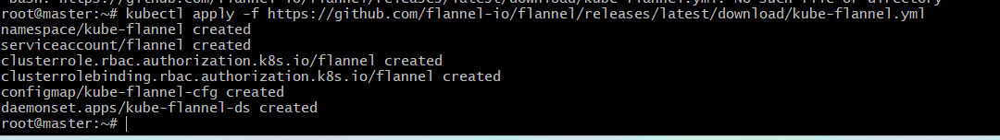 -bash: https://github.com/flannel-io/flannel/releases/latest/download/kube-flannel.yml: No such file or directory
root@master:~# kubectl apply -f https://github.com/flannel-io/flannel/releases/latest/download/kube-flannel.yml
namespace/kube-flannel created
serviceaccount/flannel created
clusterrole.rbac.authorization.k8s.io/flannel created
clusterrolebinding.rbac.authorization.k8s.io/flannel created
configmap/kube-flannel-cfg created
daemonset.apps/kube-flannel-ds created
root@master:~#